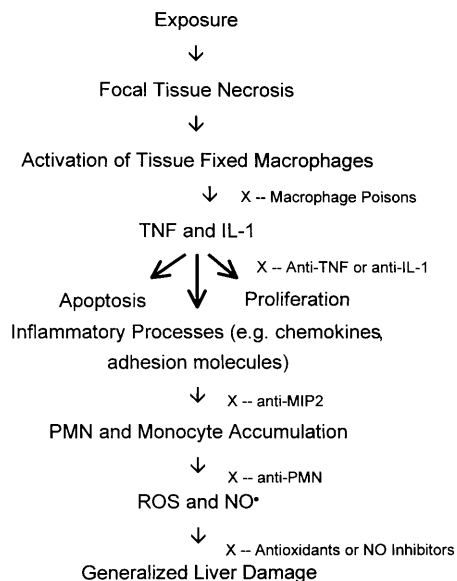 Exposure
↓
Focal Tissue Necrosis
↓
Activation of Tissue Fixed Macrophages
↓ X -- Macrophage Poisons
TNF and IL-1
X -- Anti-TNF or anti-IL-1
Apoptosis Proliferation
Inflammatory Processes (e.g. chemokines,
adhesion molecules)
↓ X -- anti-MIP2
PMN and Monocyte Accumulation
↓ X -- anti-PMN
ROS and NO•
↓ X -- Antioxidants or NO Inhibitors
Generalized Liver Damage